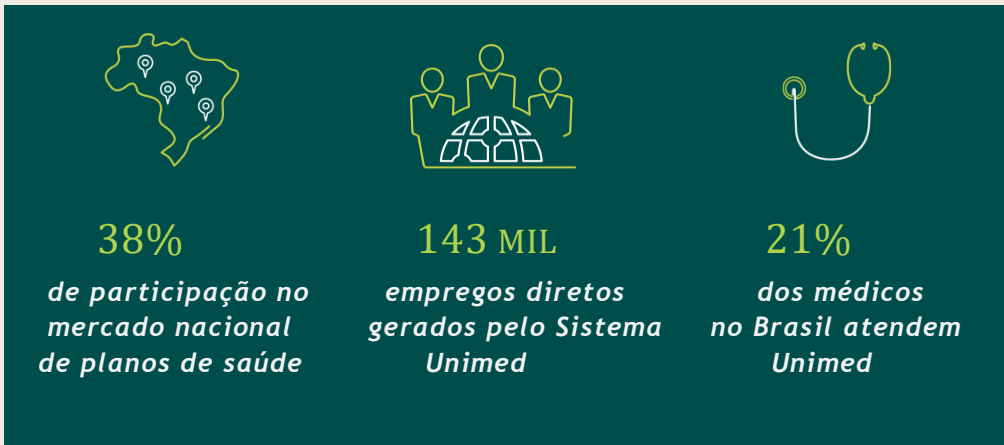 38%
de participação no
mercado nacional
de planos de saúde
143 MIL
empregos diretos
gerados pelo Sistema
Unimed
21%
dos médicos
no Brasil atendem
Unimed